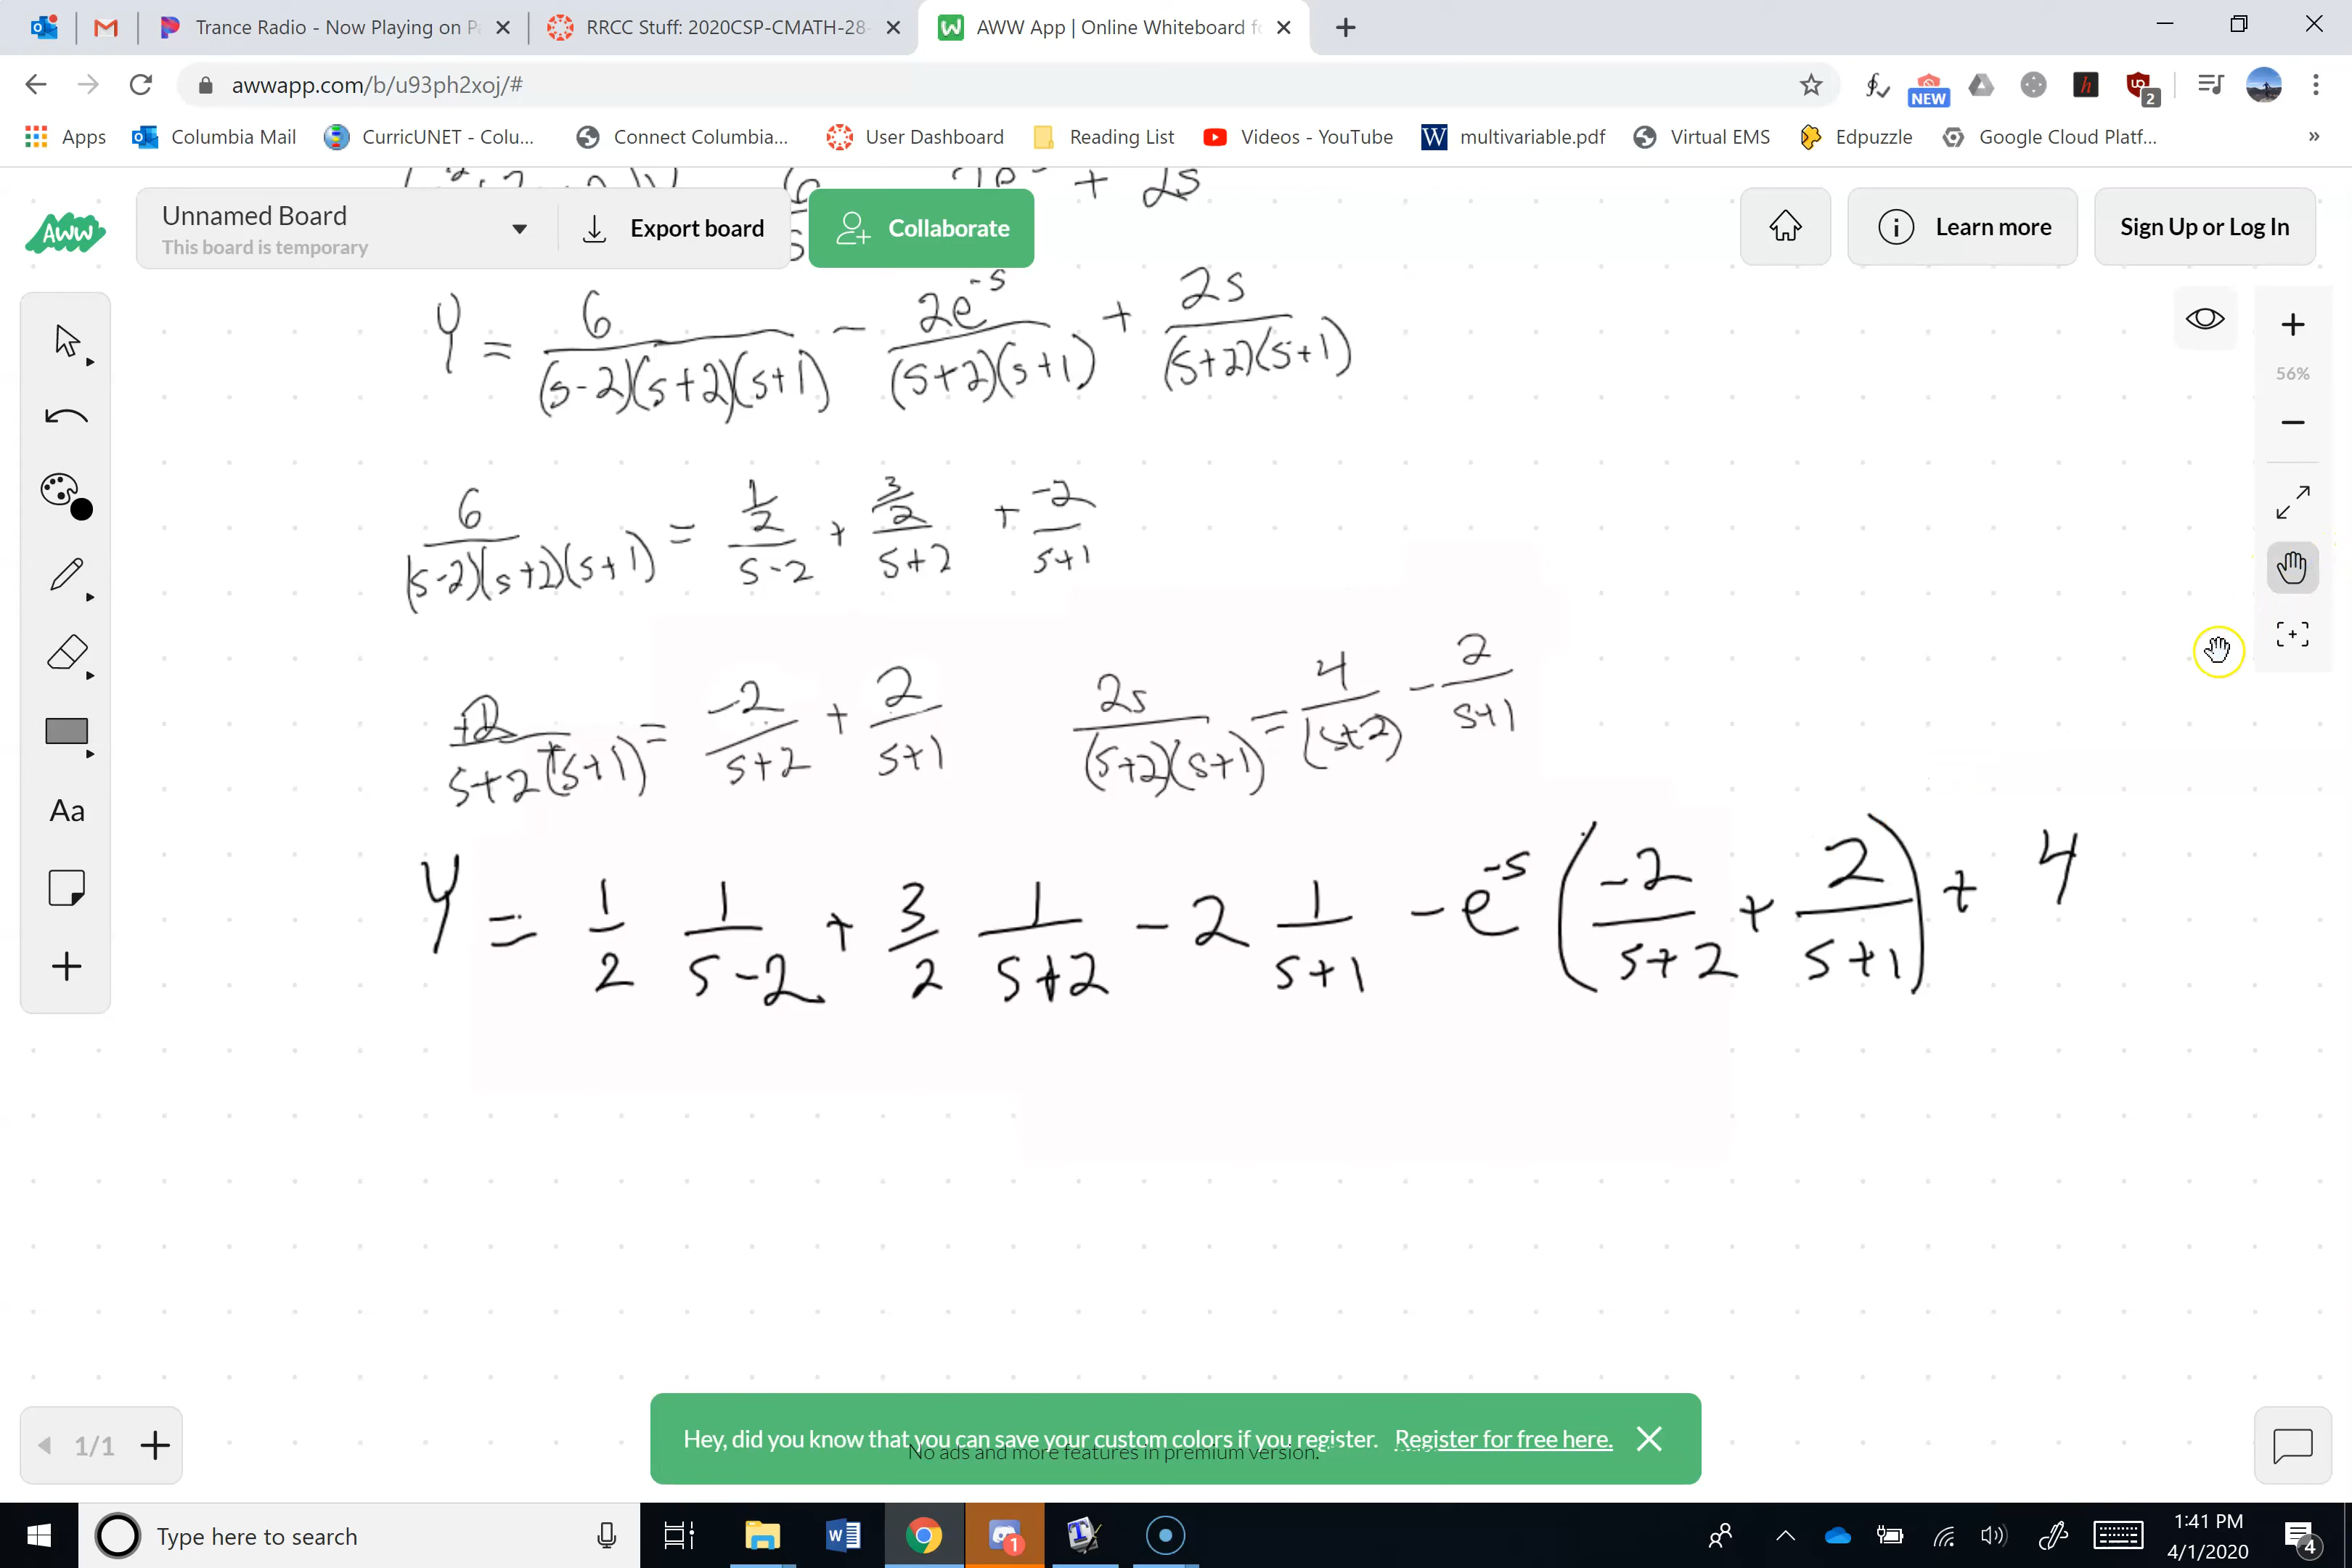 Trance Radio - Now Playing on P
RRCC Stuff: 2020CSP-CMATH-28-
AWW App | Online Whiteboard fo
awwapp.com/b/u93ph2xoj/#
NEW
h
2
Apps
Columbia Mail
CurricUNET - Colu...
Connect Columbia...
User Dashboard
Reading List
Videos - YouTube
W multivariable.pdf
Virtual EMS
Edpuzzle
Google Cloud Platf...
»
+ 2s
AWW
Unnamed Board
This board is temporary
Export board
Collaborate
Learn more
Sign Up or Log In
Y = 6/((s-2)(s+2)(s+1)) - 2e^-s/((s+2)(s+1)) + 2s/((s+2)(s+1))
56%
6/((s-2)(s+2)(s+1)) = (1/2)/(s-2) + (3/2)/(s+2) + -2/(s+1)
+2/(s+2 (s+1)) = -2/(s+2) + 2/(s+1)
2s/((s+2)(s+1)) = 4/(s+2) - 2/(s+1)
Y = 1/2 1/(s-2) + 3/2 1/(s+2) - 2 1/(s+1) - e^-s (-2/(s+2) + 2/(s+1)) + 4
Aa
1/1
Hey, did you know that you can save your custom colors if you register. Register for free here.
No ads and more features in premium version.
Type here to search
1
1:41 PM
4/1/2020
4